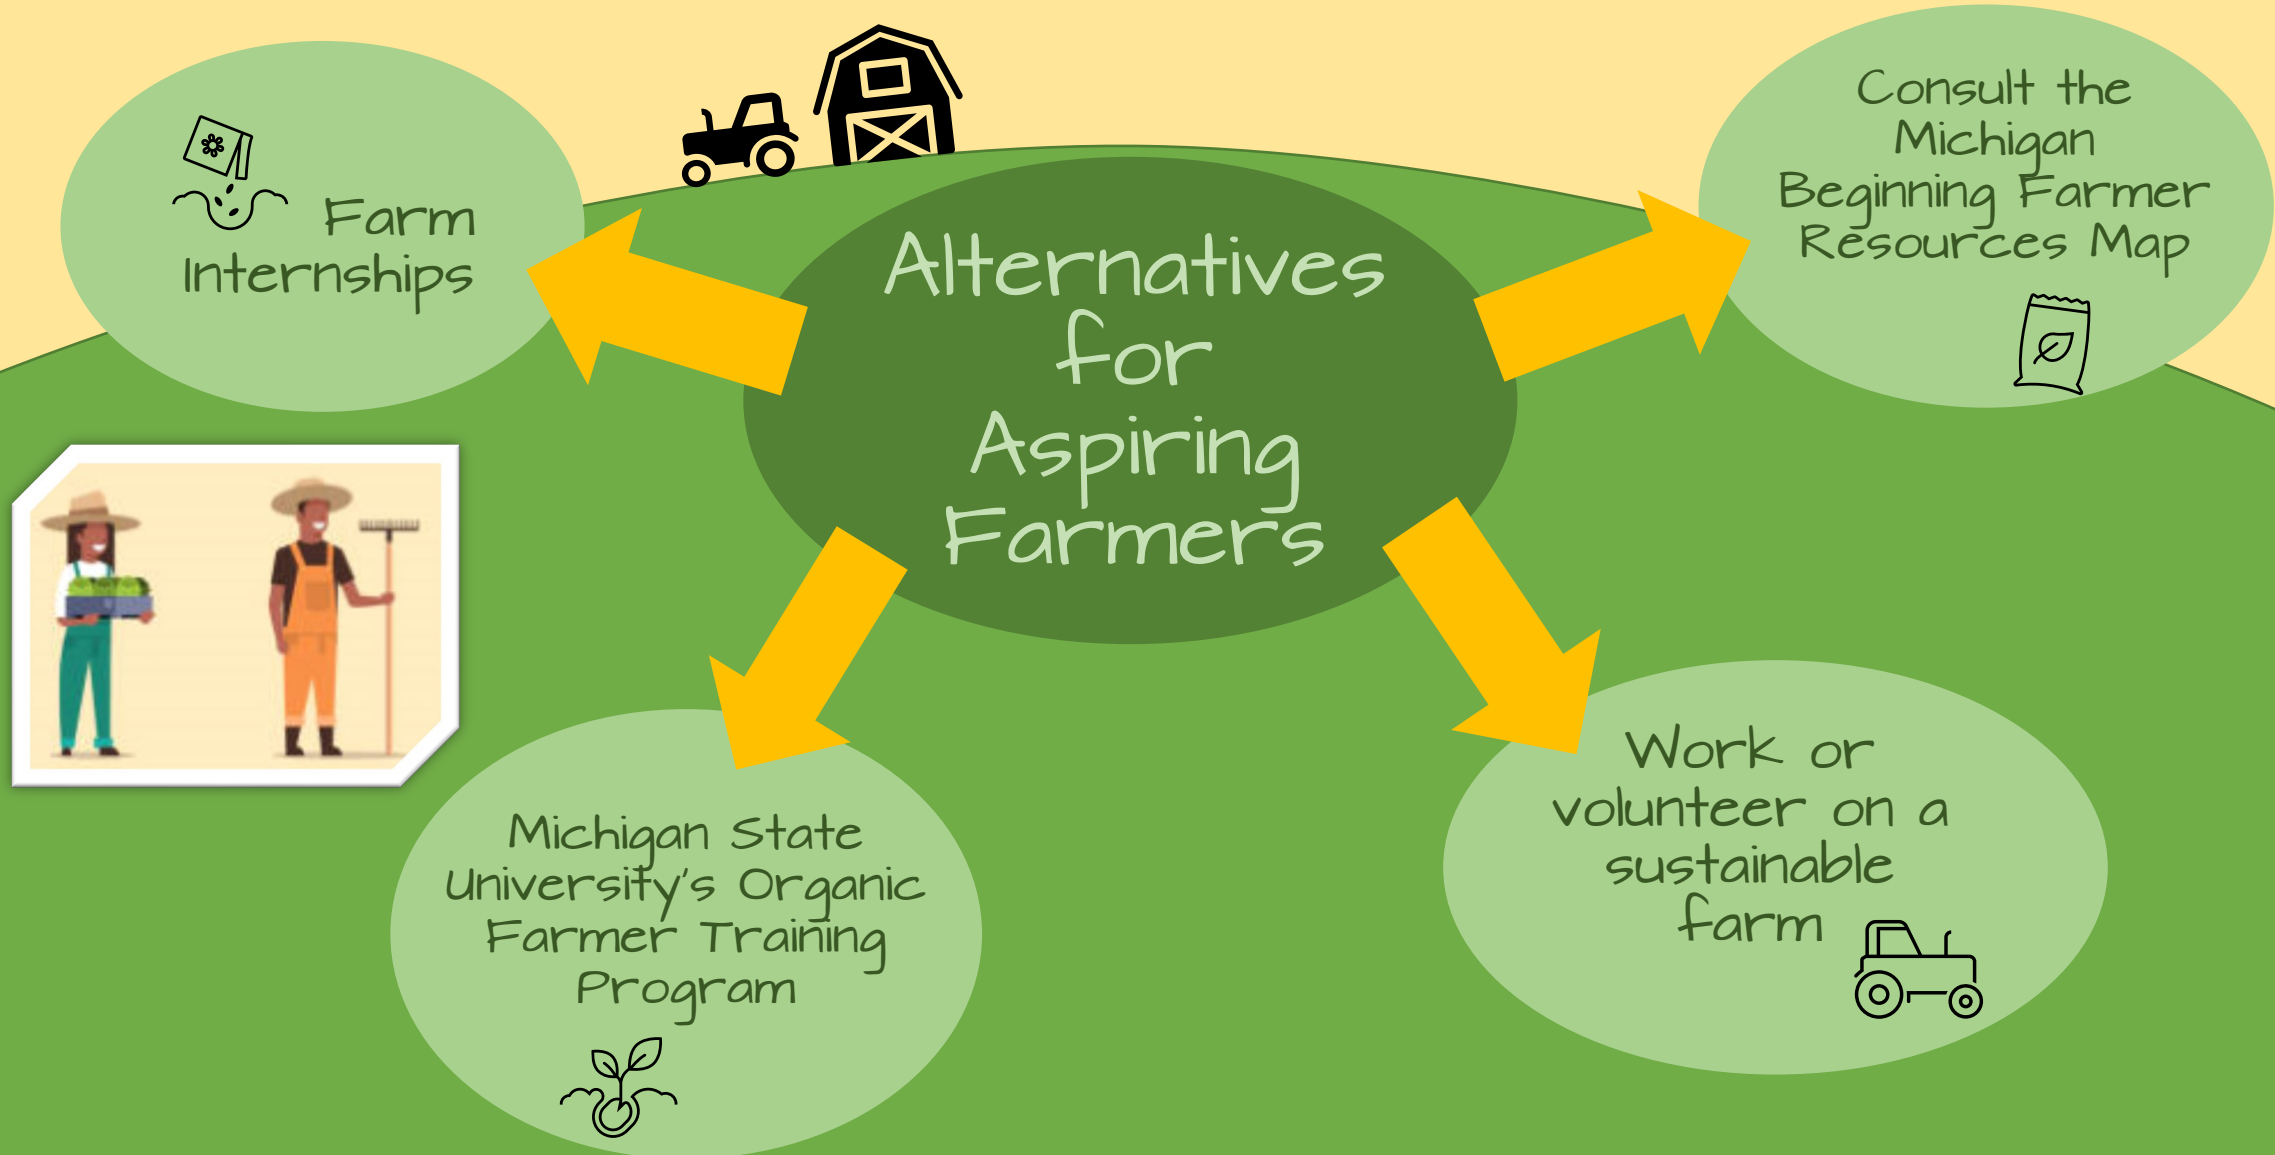 Alternatives
for
Aspiring
Farmers
Farm
Internships
Consult the
Michigan
Beginning Farmer
Resources Map
Michigan State
University's Organic
Farmer Training
Program
Work or
volunteer on a
sustainable
farm